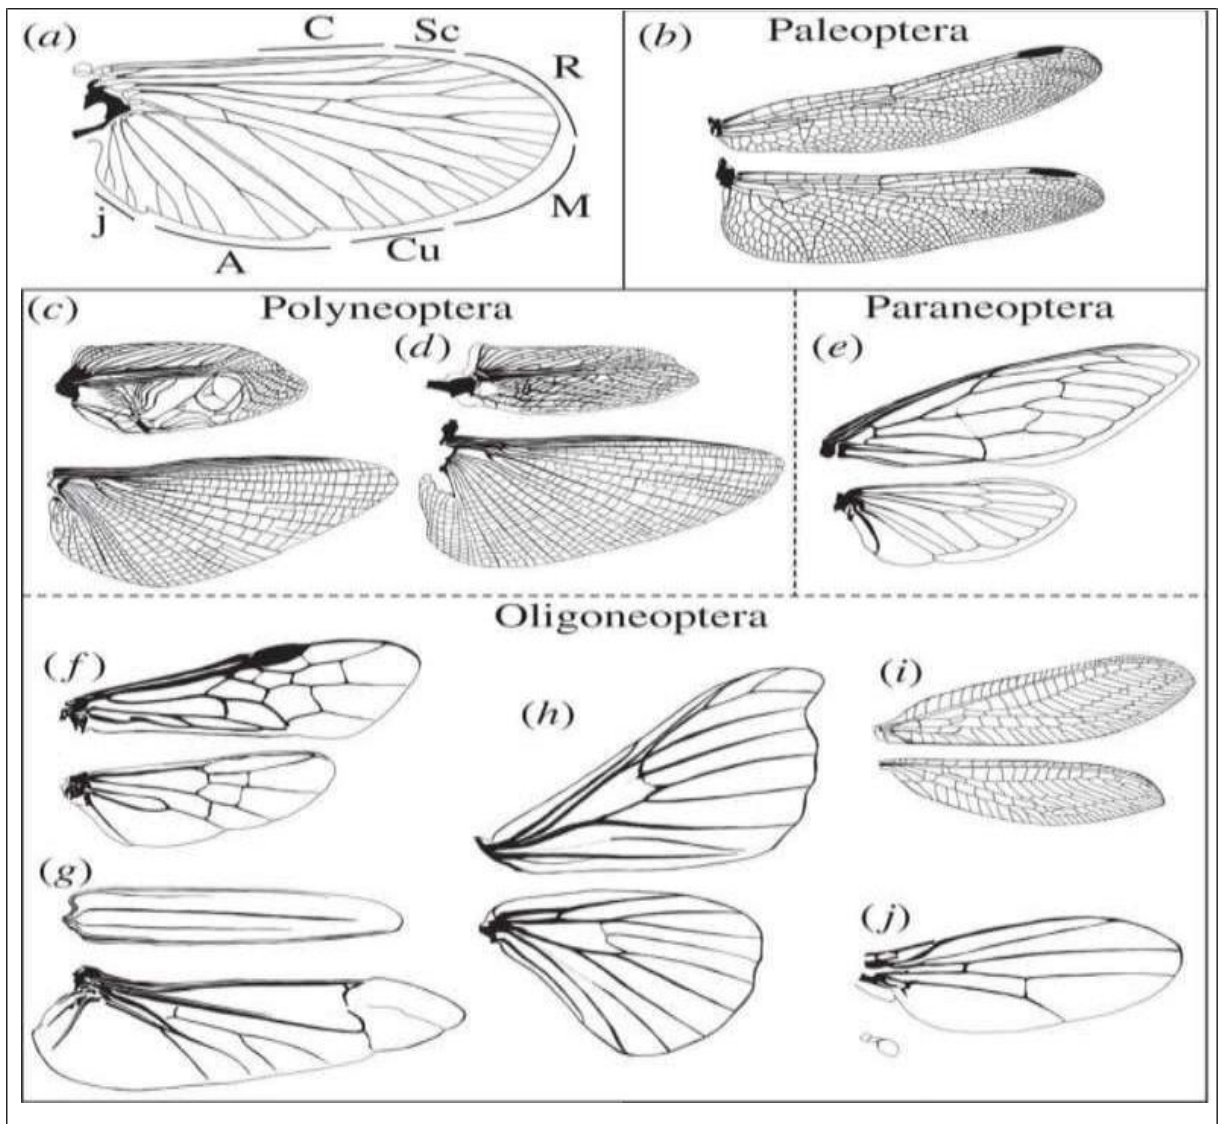 (a)
C
Sc
R
M
Cu
A
j
(b)
Paleoptera
(c)
Polyneoptera
(d)
Paraneoptera
(e)
Oligoneoptera
(f)
(g)
(h)
(i)
(j)